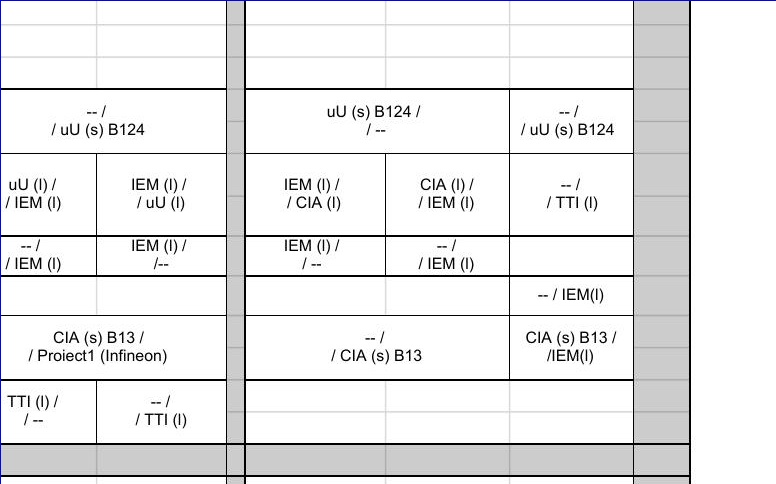 -- /
/ uU (s) B124
uU (s) B124 /
/ --
-- /
/ uU (s) B124
uU (l) /
/ IEM (l)
IEM (l) /
/ uU (l)
IEM (l) /
/ CIA (l)
CIA (l) /
/ IEM (l)
-- /
/ TTI (l)
-- /
/ IEM (l)
IEM (l) /
/--
IEM (l) /
/ --
-- /
/ IEM (l)
-- / IEM(l)
CIA (s) B13 /
/ Proiect1 (Infineon)
-- /
/ CIA (s) B13
CIA (s) B13 /
/IEM(l)
TTI (l) /
/ --
-- /
/ TTI (l)